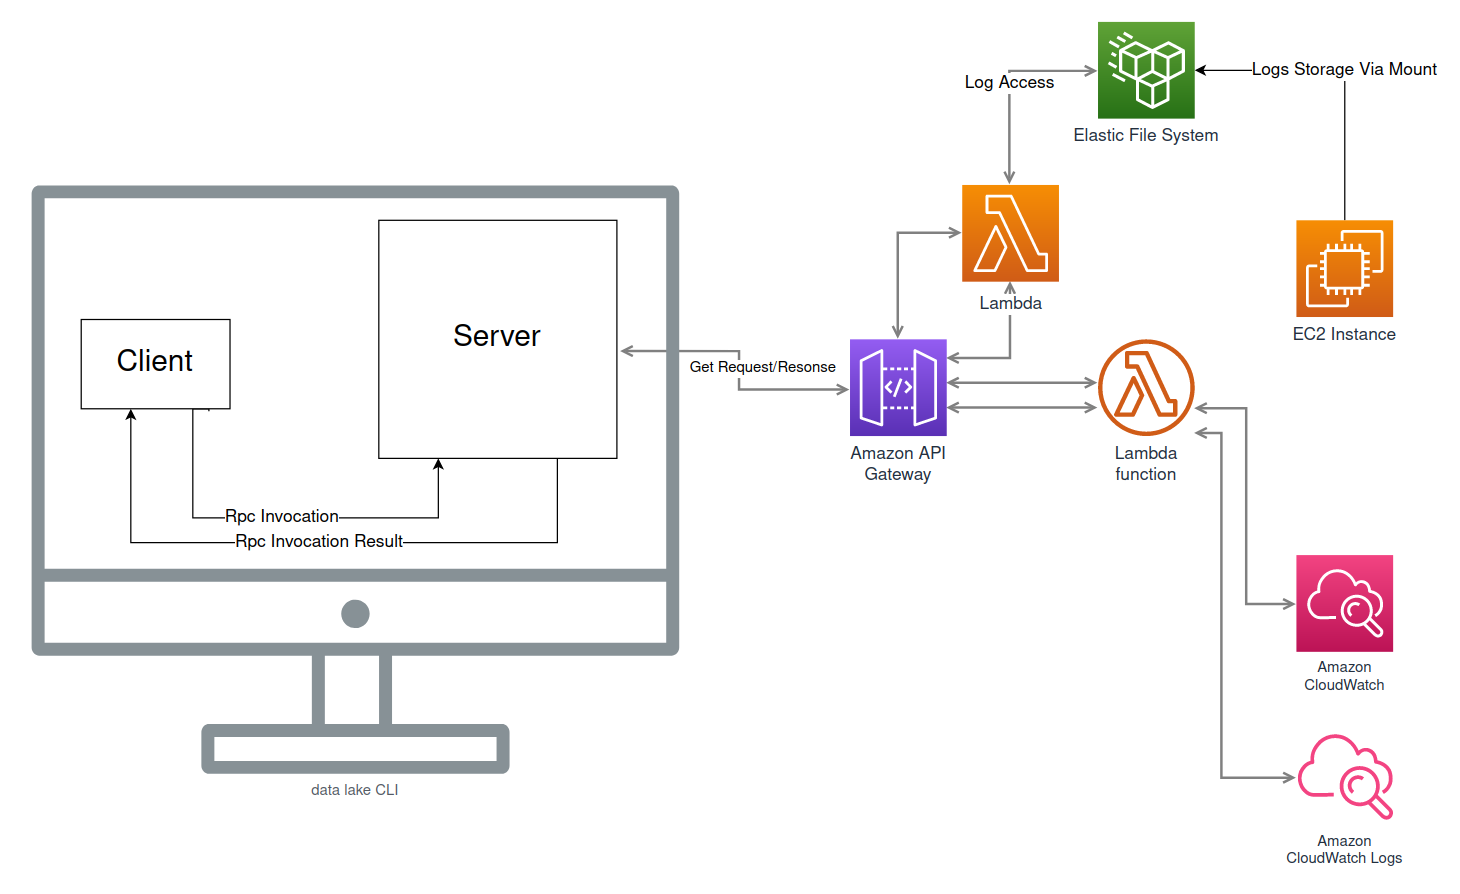 Logs Storage Via Mount
Log Access
Elastic File System
Lambda
EC2 Instance
Server
Client
Get Request/Resonse
Amazon API
Gateway
Lambda
function
Rpc Invocation
Rpc Invocation Result
Amazon
CloudWatch
data lake CLI
Amazon
CloudWatch Logs